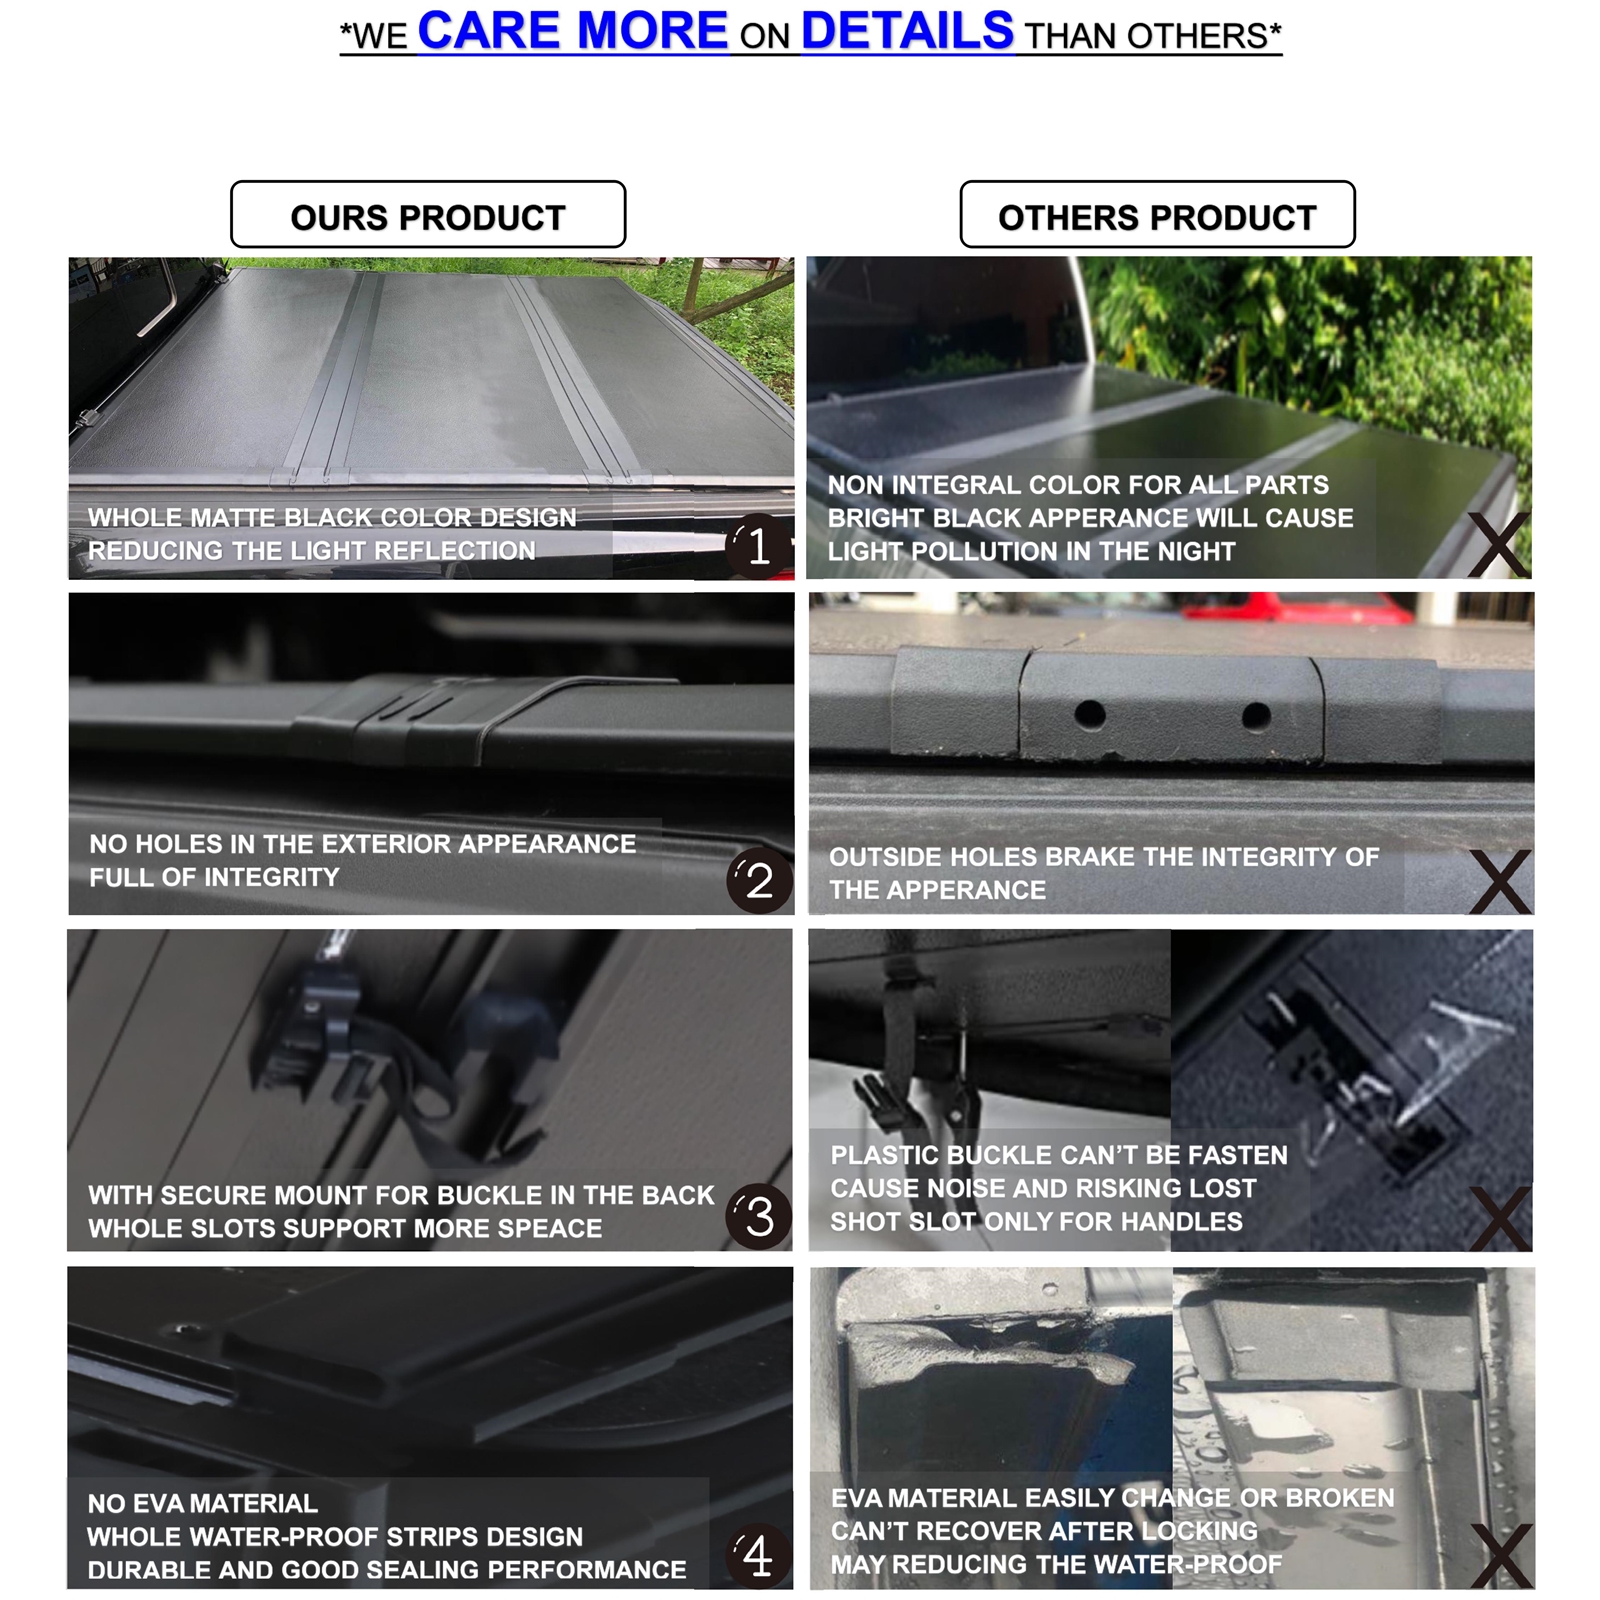 *WE CARE MORE ON DETAILS THAN OTHERS*
OURS PRODUCT
OTHERS PRODUCT
WHOLE MATTE BLACK COLOR DESIGN
REDUCING THE LIGHT REFLECTION
1
NON INTEGRAL COLOR FOR ALL PARTS
BRIGHT BLACK APPERANCE WILL CAUSE
LIGHT POLLUTION IN THE NIGHT
X
NO HOLES IN THE EXTERIOR APPEARANCE
FULL OF INTEGRITY
2
OUTSIDE HOLES BRAKE THE INTEGRITY OF
THE APPERANCE
X
WITH SECURE MOUNT FOR BUCKLE IN THE BACK
WHOLE SLOTS SUPPORT MORE SPEACE
3
PLASTIC BUCKLE CAN'T BE FASTEN
CAUSE NOISE AND RISKING LOST
SHOT SLOT ONLY FOR HANDLES
X
NO EVA MATERIAL
WHOLE WATER-PROOF STRIPS DESIGN
DURABLE AND GOOD SEALING PERFORMANCE
4
EVA MATERIAL EASILY CHANGE OR BROKEN
CAN'T RECOVER AFTER LOCKING
MAY REDUCING THE WATER-PROOF
X